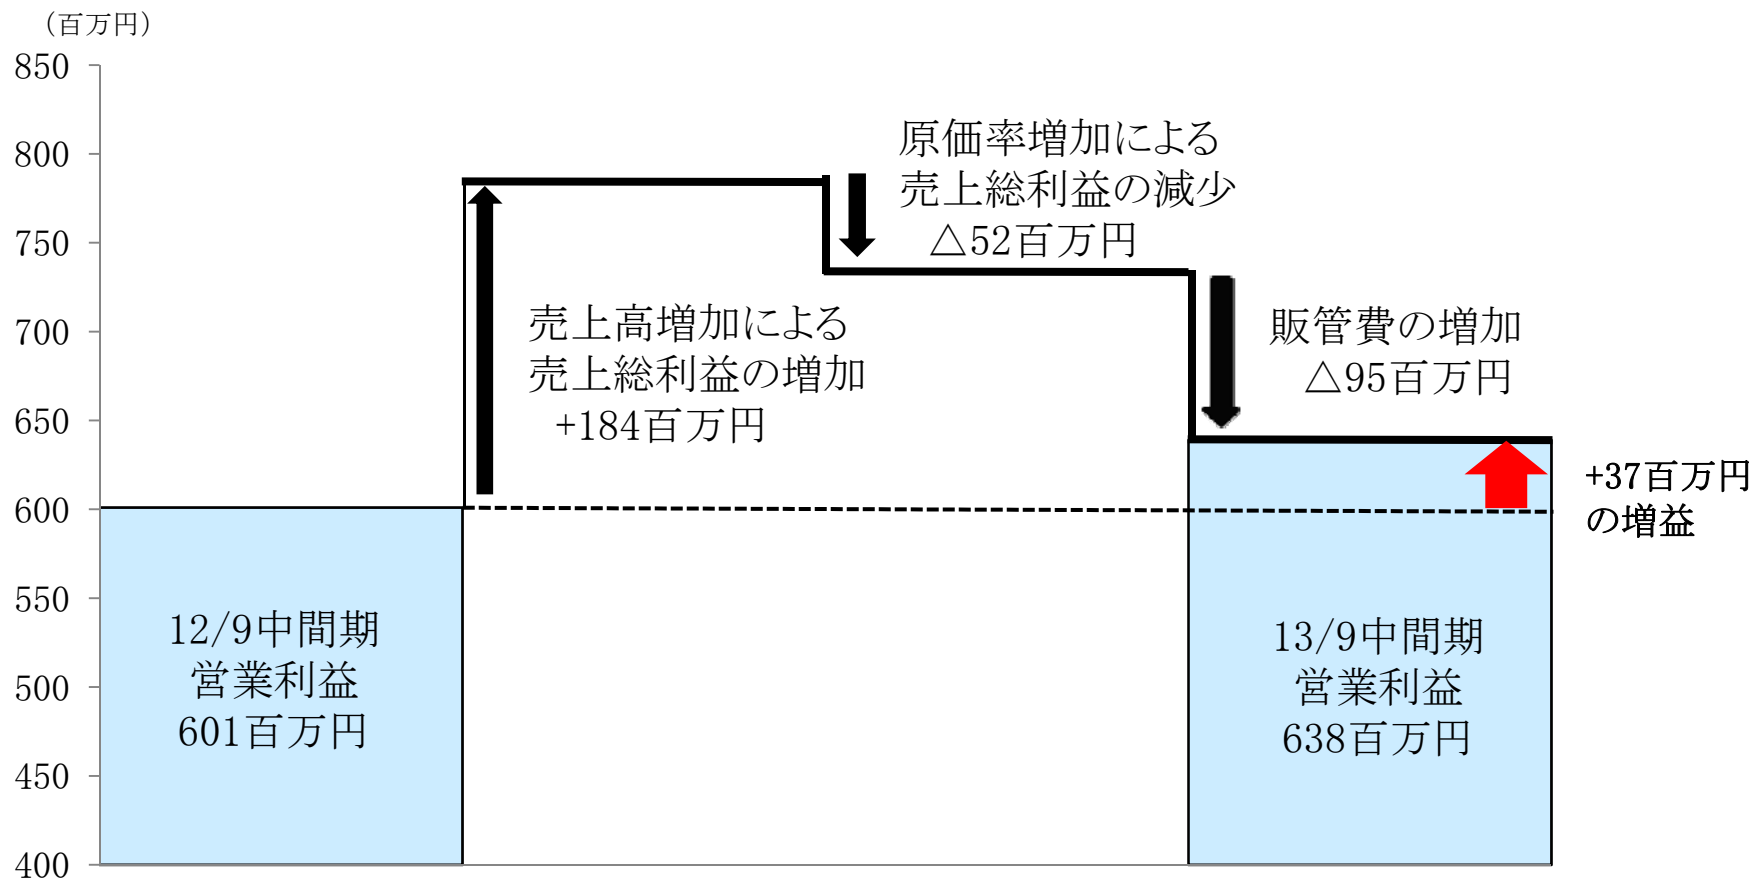 （百万円）
850
800
750
700
650
600
550
500
450
400
原価率増加による
売上総利益の減少
△52百万円
売上高増加による
売上総利益の増加
+184百万円
販管費の増加
△95百万円
+37百万円
の増益
12/9中間期
営業利益
601百万円
13/9中間期
営業利益
638百万円